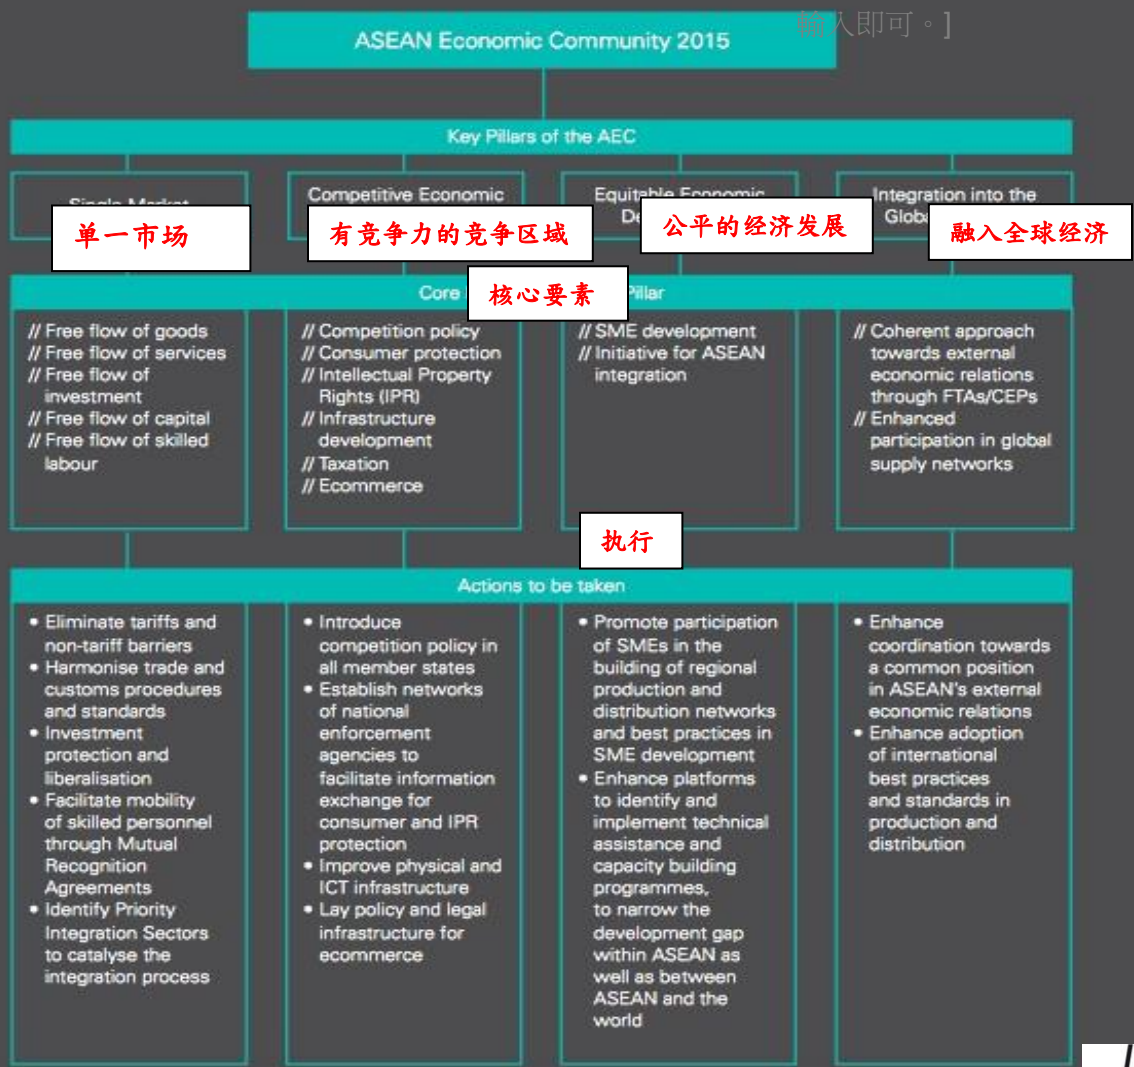 輸入即可。]
ASEAN Economic Community 2015
Key Pillars of the AEC
Single Market
单一市场
Competitive Economic
有竞争力的竞争区域
Equitable Economic
公平的经济发展
Integration into the
Global
融入全球经济
Core
核心要素
Pillar
// Free flow of goods
// Free flow of services
// Free flow of
investment
// Free flow of capital
// Free flow of skilled
labour
// Competition policy
// Consumer protection
// Intellectual Property
Rights (IPR)
// Infrastructure
development
// Taxation
// Ecommerce
// SME development
// Initiative for ASEAN
integration
// Coherent approach
towards external
economic relations
through FTAs/CEPs
// Enhanced
participation in global
supply networks
执行
Actions to be taken
• Eliminate tariffs and
non-tariff barriers
• Harmonise trade and
customs procedures
and standards
• Investment
protection and
liberalisation
• Facilitate mobility
of skilled personnel
through Mutual
Recognition
Agreements
• Identify Priority
Integration Sectors
to catalyse the
integration process
• Introduce
competition policy in
all member states
• Establish networks
of national
enforcement
agencies to
facilitate information
exchange for
consumer and IPR
protection
• Improve physical and
ICT infrastructure
• Lay policy and legal
infrastructure for
ecommerce
• Promote participation
of SMEs in the
building of regional
production and
distribution networks
and best practices in
SME development
• Enhance platforms
to identify and
implement technical
assistance and
capacity building
programmes,
to narrow the
development gap
within ASEAN as
well as between
ASEAN and the
world
• Enhance
coordination towards
a common position
in ASEAN's external
economic relations
• Enhance adoption
of international
best practices
and standards in
production and
distribution